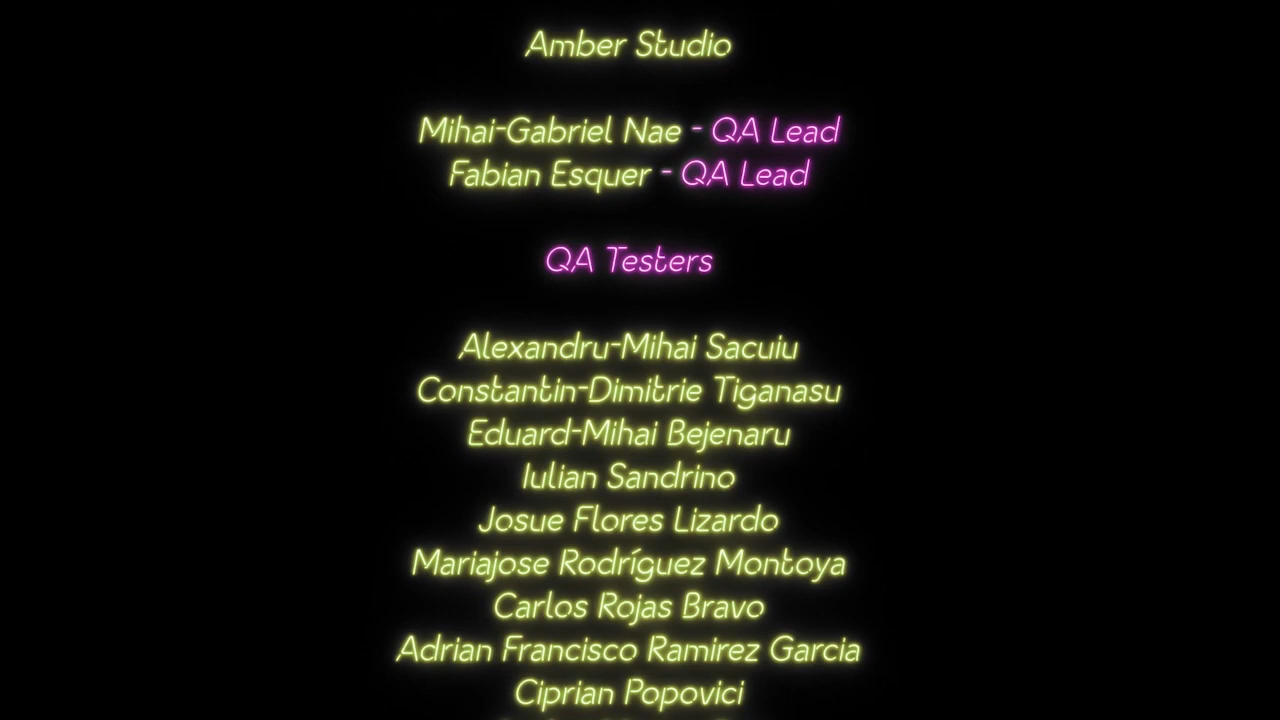 Amber Studio
Mihai-Gabriel Nae - QA Lead
Fabian Esquer - QA Lead
QA Testers
Alexandru-Mihai Sacuiu
Constantin-Dimitrie Tiganasu
Eduard-Mihai Bejenaru
Iulian Sandrino
Josue Flores Lizardo
Mariajose Rodríguez Montoya
Carlos Rojas Bravo
Adrian Francisco Ramirez Garcia
Ciprian Popovici